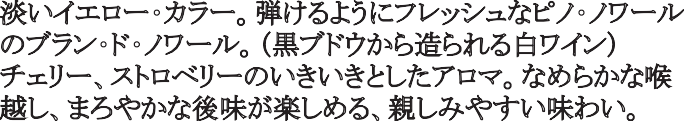 淡いイエロー・カラー。弾けるようにフレッシュなピノ・ノワール
のブラン・ド・ノワール。（黒ブドウから造られる白ワイン）
チェリー、ストロベリーのいきいきとしたアロマ。なめらかな喉
越し、まろやかな後味が楽しめる、親しみやすい味わい。